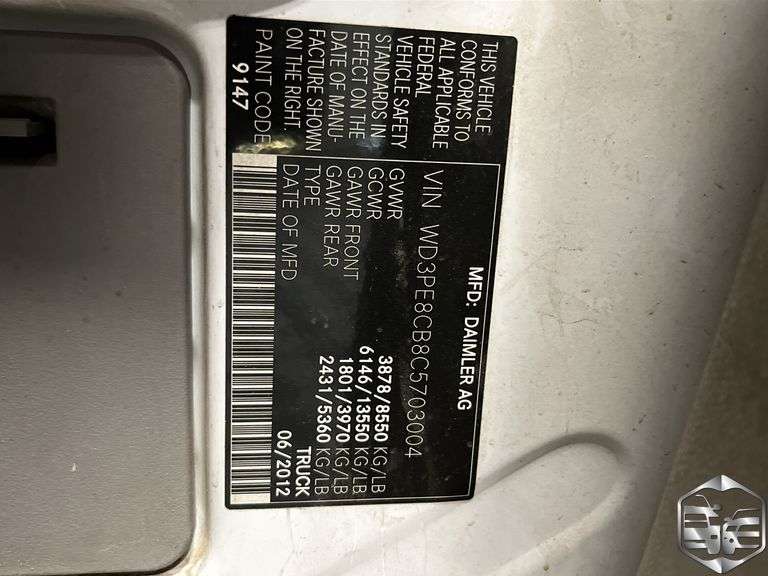 MFD: DAIMLER AG
VIN WD3PE8CB8C5703004
GVWR 3878/8550 KG/LB
GCWR 6146/13550 KG/LB
GAWR FRONT 1801/3970 KG/LB
GAWR REAR 2431/5360 KG/LB
TYPE TRUCK
DATE OF MFD 06/2012
THIS VEHICLE
CONFORMS TO
ALL APPLICABLE
FEDERAL
VEHICLE SAFETY
STANDARDS IN
EFFECT ON THE
DATE OF MANU-
FACTURE SHOWN
ON THE RIGHT.
PAINT CODE
9147